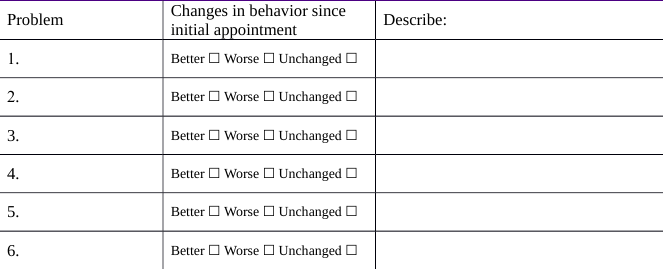 Problem
Changes in behavior since
initial appointment
Describe:
1.
Better ☐ Worse ☐ Unchanged ☐
2.
Better ☐ Worse ☐ Unchanged ☐
3.
Better ☐ Worse ☐ Unchanged ☐
4.
Better ☐ Worse ☐ Unchanged ☐
5.
Better ☐ Worse ☐ Unchanged ☐
6.
Better ☐ Worse ☐ Unchanged ☐